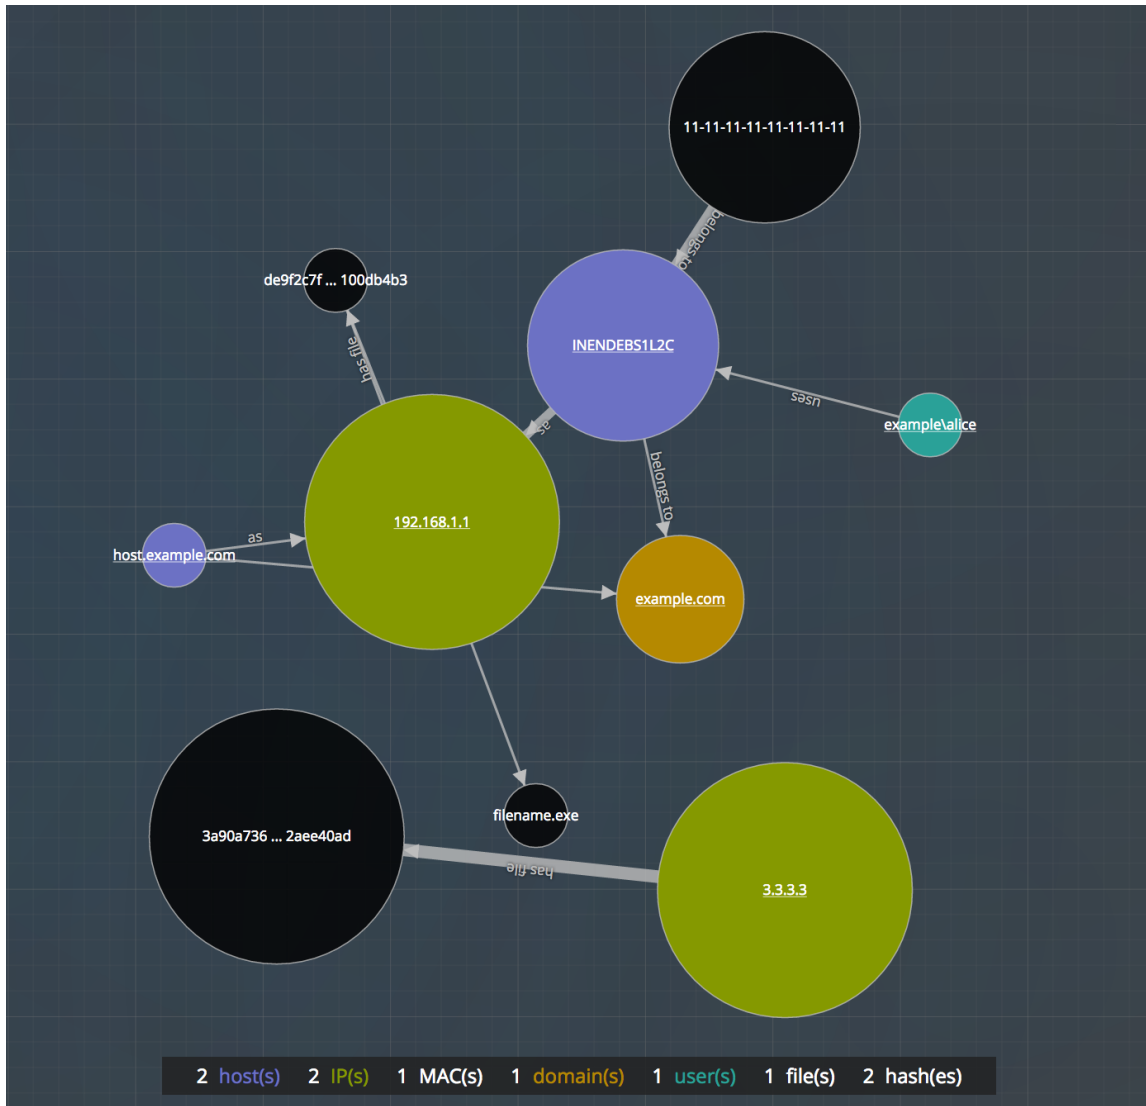 11-11-11-11-11-11-11-11
belongs to
de9f2c7f ... 100db4b3
has file
INENDEBS1L2C
uses
example\alice
as
belongs to
192.168.1.1
as
host.example.com
example.com
filename.exe
3a90a736 ... 2aee40ad
has file
3.3.3.3
2 host(s) 2 IP(s) 1 MAC(s) 1 domain(s) 1 user(s) 1 file(s) 2 hash(es)